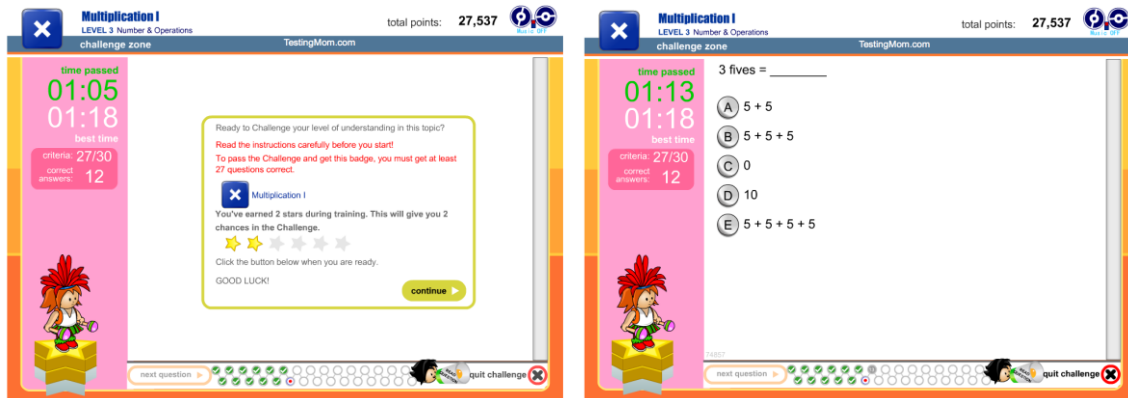 Multiplication I
LEVEL 3 Number & Operations
total points: 27,537
Music OFF
challenge zone
TestingMom.com
time passed
01:05
01:18
best time
criteria: 27/30
correct answers: 12
Ready to Challenge your level of understanding in this topic?
Read the instructions carefully before you start!
To pass the Challenge and get this badge, you must get at least
27 questions correct.
Multiplication I
You've earned 2 stars during training. This will give you 2
chances in the Challenge.
Click the button below when you are ready.
GOOD LUCK!
continue
next question
quit challenge
Multiplication I
LEVEL 3 Number & Operations
total points: 27,537
Music OFF
challenge zone
TestingMom.com
time passed
01:13
01:18
best time
criteria: 27/30
correct answers: 12
3 fives = ________
A 5 + 5
B 5 + 5 + 5
C 0
D 10
E 5 + 5 + 5 + 5
74857
next question
quit challenge